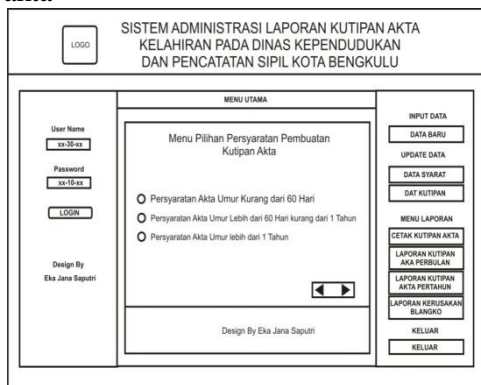 LOGO
SISTEM ADMINISTRASI LAPORAN KUTIPAN AKTA
KELAHIRAN PADA DINAS KEPENDUDUKAN
DAN PENCATATAN SIPIL KOTA BENGKULU
User Name
xx-30-xx
Password
xx-10-xx
LOGIN
Design By
Eka Jana Saputri
MENU UTAMA
Menu Pilihan Persyaratan Pembuatan
Kutipan Akta
Persyaratan Akta Umur Kurang dari 60 Hari
Persyaratan Akta Umur Lebih dari 60 Hari kurang dari 1 Tahun
Persyaratan Akta Umur lebih dari 1 Tahun
Design By Eka Jana Saputri
INPUT DATA
DATA BARU
UPDATE DATA
DATA SYARAT
DAT KUTIPAN
MENU LAPORAN
CETAK KUTIPAN AKTA
LAPORAN KUTIPAN
AKA PERBULAN
LAPORAN KUTIPAN
AKTA PERTAHUN
LAPORAN KERUSAKAN
BLANGKO
KELUAR
KELUAR